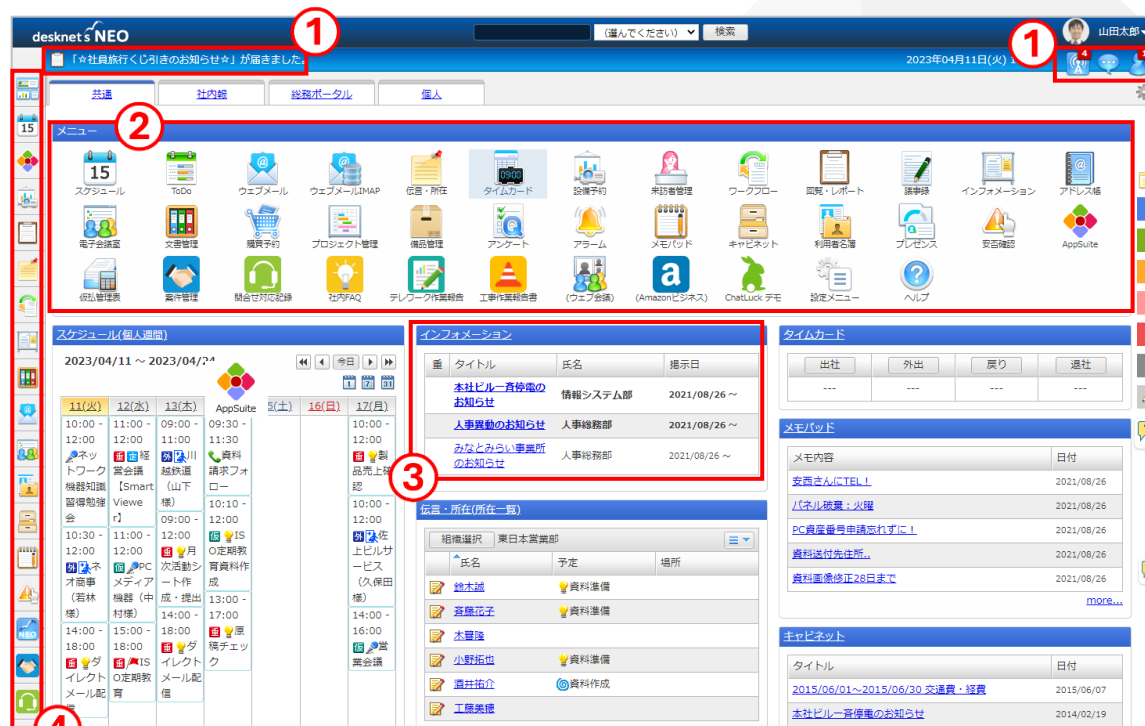 desknet's NEO
(選んでください)
検索
山田太郎
1
1
「☆社員旅行くじ引きのお知らせ☆」が届きました。
2023年04月11日(火) 1
4
共通
社内報
総務ポータル
個人
2
メニュー
スケジュール
ToDo
ウェブメール
ウェブメールIMAP
伝言・所在
タイムカード
設備予約
来訪者管理
ワークフロー
回覧・レポート
議事録
インフォメーション
アドレス帳
電子会議室
文書管理
購買予約
プロジェクト管理
備品管理
アンケート
アラーム
メモパッド
キャビネット
利用者名簿
プレゼンス
安否確認
AppSuite
仮払管理表
案件管理
問合せ対応記録
社内FAQ
テレワーク作業報告
工事作業報告書
(ウェブ会議)
(Amazonビジネス)
ChatLuck デモ
設定メニュー
ヘルプ
スケジュール(個人週間)
2023/04/11 ~ 2023/04/
今日
1 7 31
AppSuite
11(火)
12(水)
13(木)
5(土)
16(日)
17(月)
10:00 - 12:00
ネットワーク機器知識習得勉強会
10:30 - 12:00
外 ネオ商事（若林様）
14:00 - 18:00
重 ダイレクトメール配
11:00 - 12:00
重 定 経営会議【Smart Viewer】
11:00 - 12:00
仮 PCメディア機器（中村様）
15:00 - 18:00
重 ISO定期教育
09:00 - 11:00
外 川越鉄道（山下様）
09:00 - 12:00
重 月次活動シート作成・提出
14:00 - 18:00
重 ダイレクトメール配信
09:30 - 11:30
資料請求フォロー
10:10 - 12:00
仮 ISO定期教育資料作成
13:00 - 17:00
重 原稿チェック
10:00 - 12:00
重 製品売上確認
10:00 - 12:00
外 佐上ビルサービス（久保田様）
14:00 - 16:00
仮 営業会議
3
インフォメーション
重 タイトル 氏名 掲示日
本社ビル一斉停電のお知らせ 情報システム部 2021/08/26 ~
人事異動のお知らせ 人事総務部 2021/08/26 ~
みなとみらい事業所のお知らせ 人事総務部 2021/08/26 ~
伝言・所在(所在一覧)
組織選択 東日本営業部
氏名 予定 場所
鈴木誠 資料準備
斉藤花子 資料準備
木暮隆
小野拓也 資料準備
酒井祐介 資料作成
工藤美穂
タイムカード
出社 外出 戻り 退社
--- --- --- ---
メモパッド
メモ内容 日付
安西さんにTEL！ 2021/08/26
パネル破棄：火曜 2021/08/26
PC資産番号申請忘れずに！ 2021/08/26
資料送付先住所.. 2021/08/26
資料画像修正28日まで 2021/08/26
more...
キャビネット
タイトル 日付
2015/06/01～2015/06/30 交通費・経費 2015/06/07
本社ビル一斉停電のお知らせ 2014/02/19
15
NEO
4